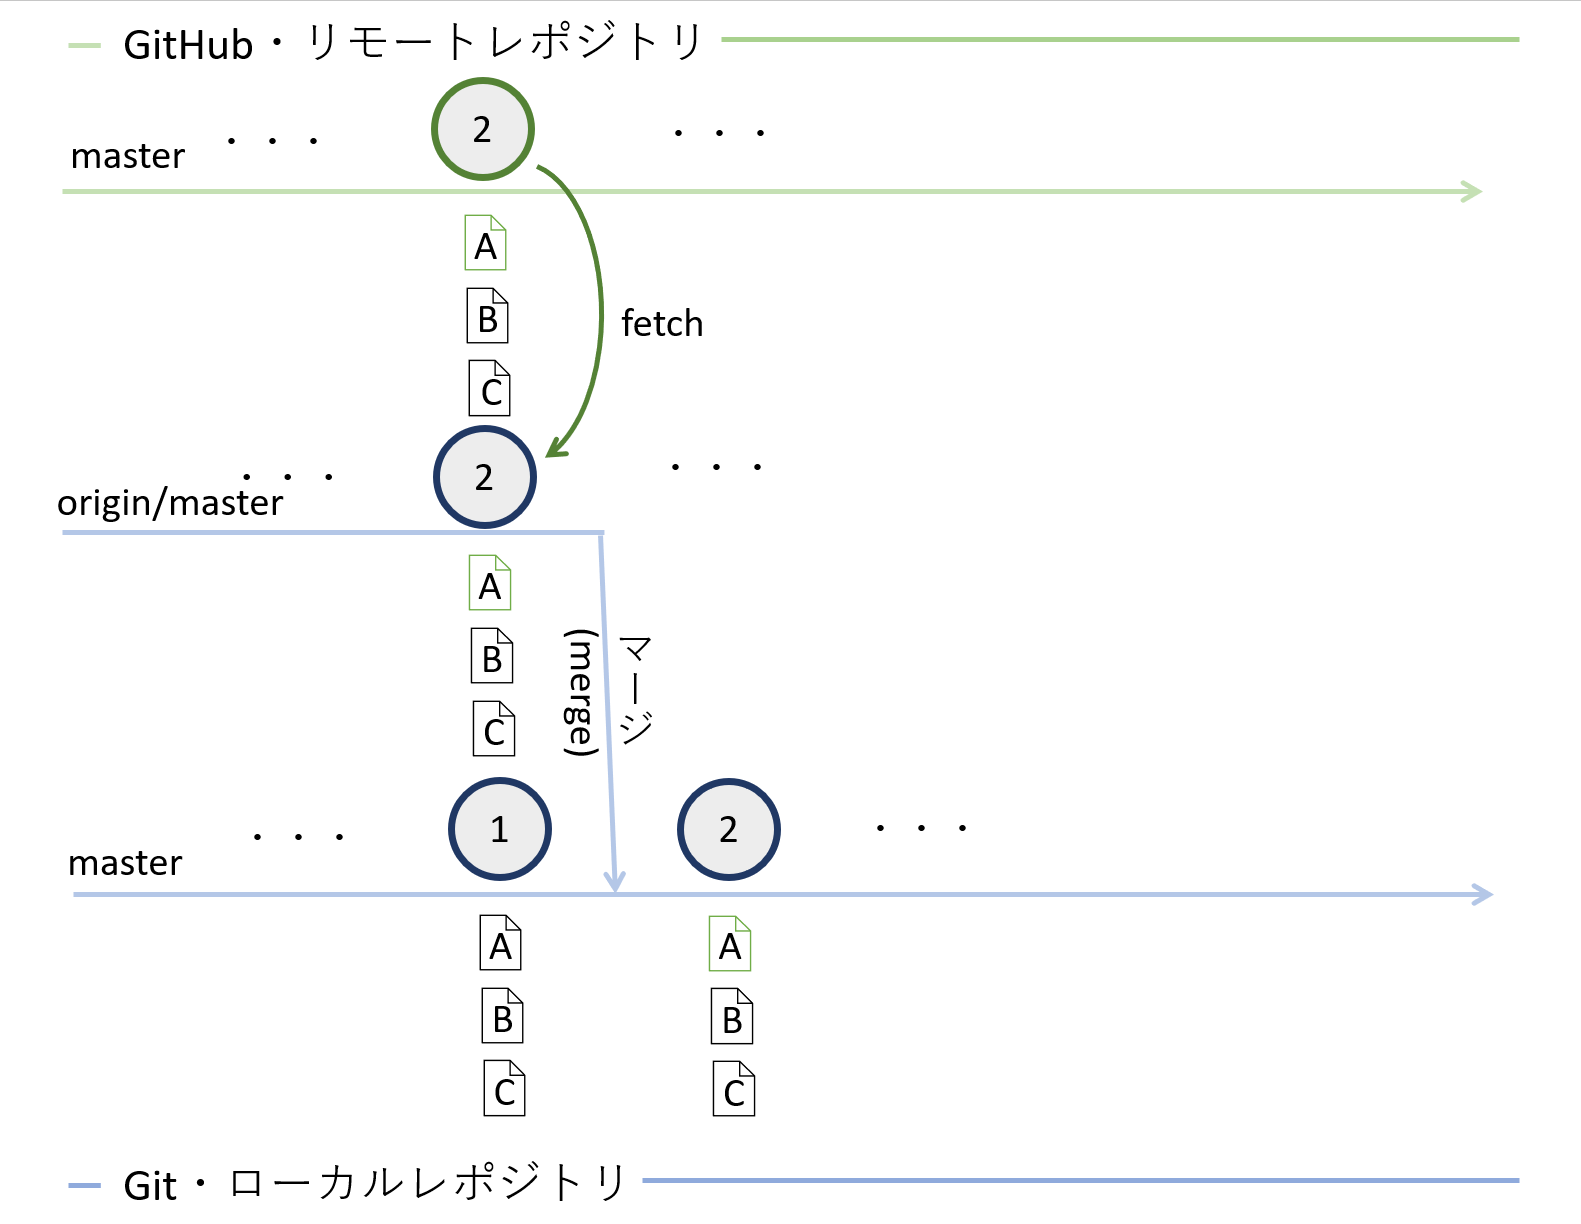 GitHub・リモートレポジトリ
・・・
2
・・・
master
A
B
fetch
C
・・・
2
・・・
origin/master
A
B
C
マージ
(merge)
・・・
1
2
・・・
master
A
A
B
B
C
C
Git・ローカルレポジトリ